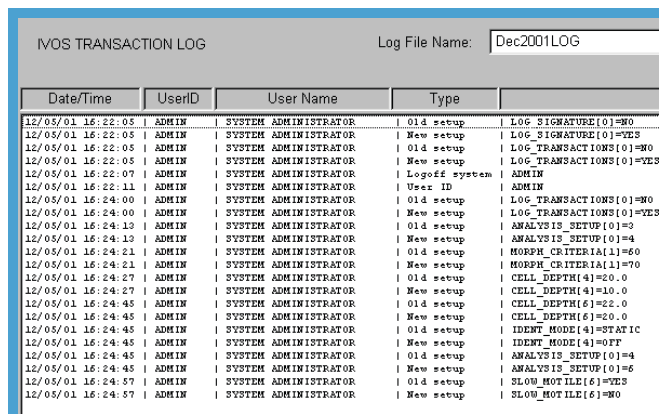 IVOS TRANSACTION LOG Log File Name: Dec2001LOG
Date/Time UserID User Name Type
12/05/01 16:22:05 | ADMIN | SYSTEM ADMINISTRATOR | Old setup | LOG_SIGNATURE[0]=NO
12/05/01 16:22:05 | ADMIN | SYSTEM ADMINISTRATOR | New setup | LOG_SIGNATURE[0]=YES
12/05/01 16:22:05 | ADMIN | SYSTEM ADMINISTRATOR | Old setup | LOG_TRANSACTIONS[0]=NO
12/05/01 16:22:05 | ADMIN | SYSTEM ADMINISTRATOR | New setup | LOG_TRANSACTIONS[0]=YES
12/05/01 16:22:07 | ADMIN | SYSTEM ADMINISTRATOR | Logoff system | ADMIN
12/05/01 16:22:11 | ADMIN | SYSTEM ADMINISTRATOR | User ID | ADMIN
12/05/01 16:24:00 | ADMIN | SYSTEM ADMINISTRATOR | Old setup | LOG_TRANSACTIONS[0]=NO
12/05/01 16:24:00 | ADMIN | SYSTEM ADMINISTRATOR | New setup | LOG_TRANSACTIONS[0]=YES
12/05/01 16:24:13 | ADMIN | SYSTEM ADMINISTRATOR | Old setup | ANALYSIS_SETUP[0]=3
12/05/01 16:24:13 | ADMIN | SYSTEM ADMINISTRATOR | New setup | ANALYSIS_SETUP[0]=4
12/05/01 16:24:21 | ADMIN | SYSTEM ADMINISTRATOR | Old setup | MORPH_CRITERIA[1]=60
12/05/01 16:24:21 | ADMIN | SYSTEM ADMINISTRATOR | New setup | MORPH_CRITERIA[1]=70
12/05/01 16:24:27 | ADMIN | SYSTEM ADMINISTRATOR | Old setup | CELL_DEPTH[4]=20.0
12/05/01 16:24:27 | ADMIN | SYSTEM ADMINISTRATOR | New setup | CELL_DEPTH[4]=10.0
12/05/01 16:24:45 | ADMIN | SYSTEM ADMINISTRATOR | Old setup | CELL_DEPTH[6]=22.0
12/05/01 16:24:45 | ADMIN | SYSTEM ADMINISTRATOR | New setup | CELL_DEPTH[6]=20.0
12/05/01 16:24:45 | ADMIN | SYSTEM ADMINISTRATOR | Old setup | IDENT_MODE[4]=STATIC
12/05/01 16:24:45 | ADMIN | SYSTEM ADMINISTRATOR | New setup | IDENT_MODE[4]=OFF
12/05/01 16:24:45 | ADMIN | SYSTEM ADMINISTRATOR | Old setup | ANALYSIS_SETUP[0]=4
12/05/01 16:24:45 | ADMIN | SYSTEM ADMINISTRATOR | New setup | ANALYSIS_SETUP[0]=6
12/05/01 16:24:57 | ADMIN | SYSTEM ADMINISTRATOR | Old setup | SLOW_MOTILE[6]=YES
12/05/01 16:24:57 | ADMIN | SYSTEM ADMINISTRATOR | New setup | SLOW_MOTILE[6]=NO